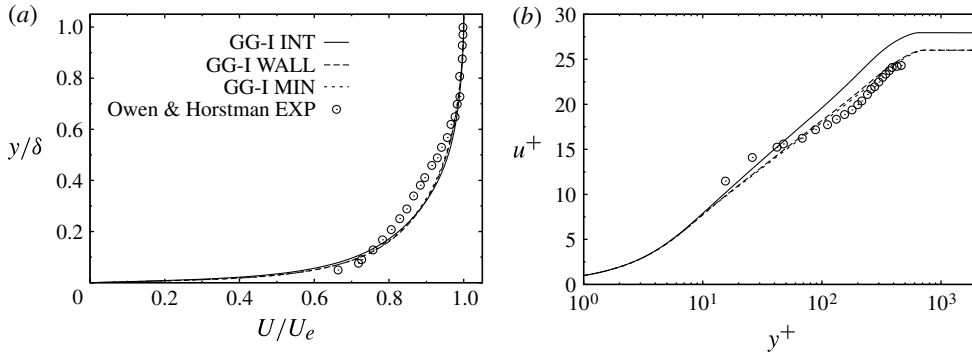 (a)
1.0
0.8
0.6
y/δ
0.4
0.2
0
0.2
0.4
0.6
0.8
1.0
U/U_e
GG-I INT
GG-I WALL
GG-I MIN
Owen & Horstman EXP
(b)
30
25
20
u^+
15
10
5
0
10^0
10^1
10^2
10^3
y^+